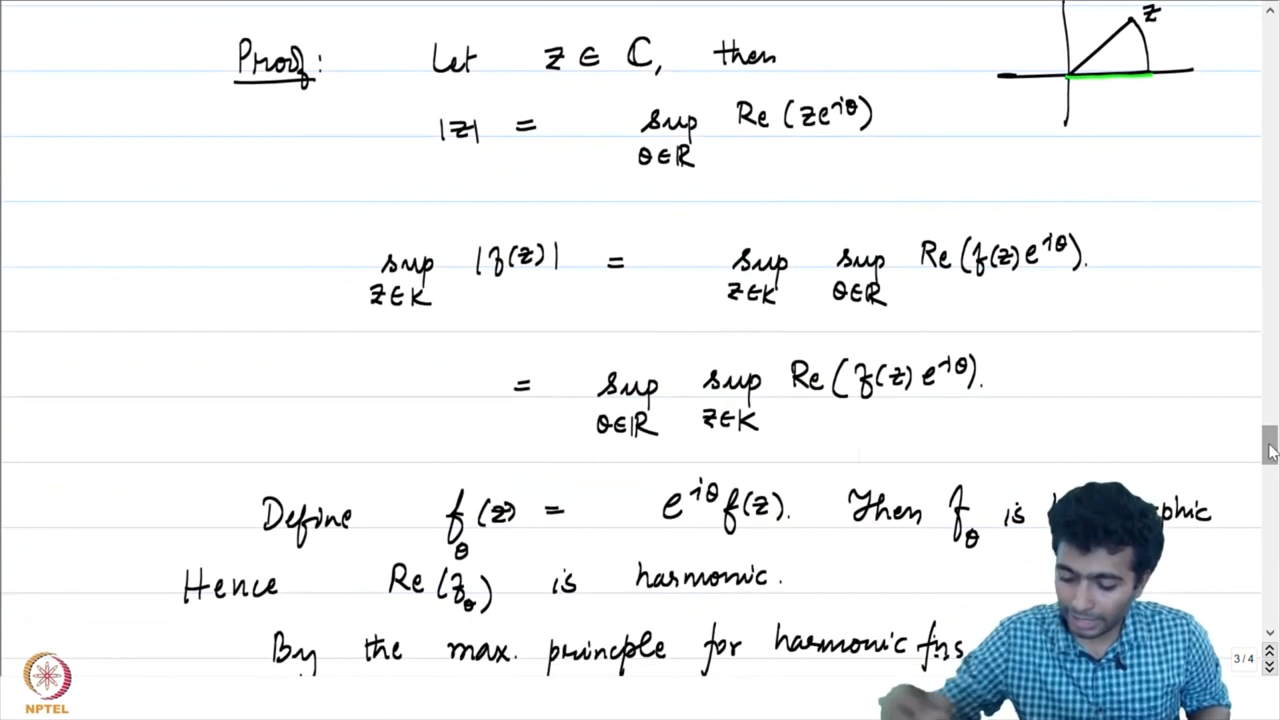 z
Proof: Let z ∈ ℂ, then
|z| = sup Re(ze^{iθ})
θ∈ℝ
sup |f(z)| = sup sup Re(f(z)e^{iθ}).
z∈K z∈K θ∈ℝ
= sup sup Re(f(z)e^{iθ}).
θ∈ℝ z∈K
Define f_θ(z) = e^{iθ}f(z). Then f_θ is phic
Hence Re(f_θ) is harmonic.
By the max. principle for harmonic fns
3/4
NPTEL